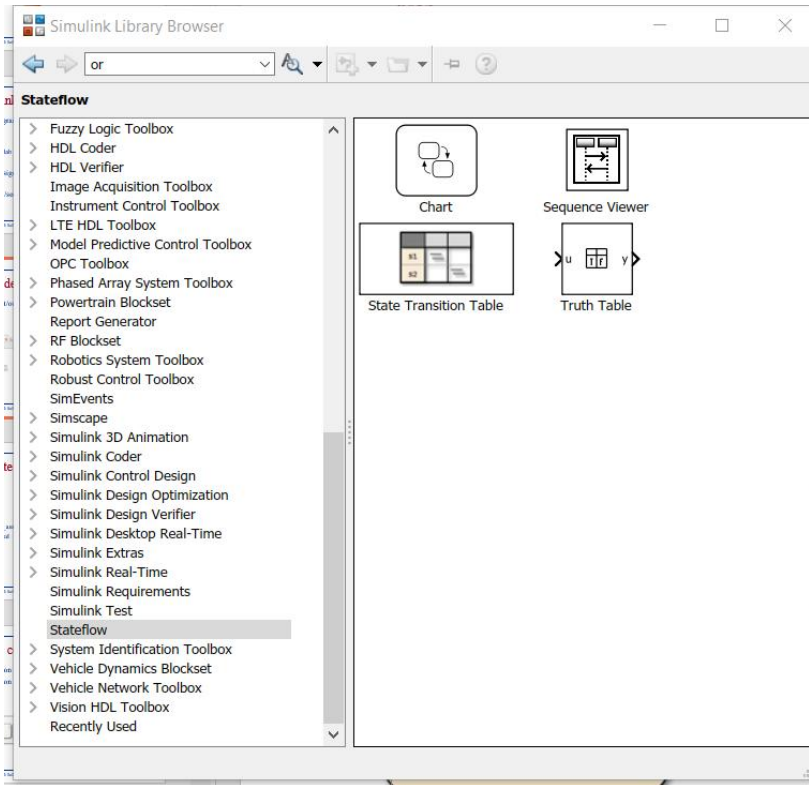 Simulink Library Browser
or
Stateflow
Fuzzy Logic Toolbox
HDL Coder
HDL Verifier
Image Acquisition Toolbox
Instrument Control Toolbox
LTE HDL Toolbox
Model Predictive Control Toolbox
OPC Toolbox
Phased Array System Toolbox
Powertrain Blockset
Report Generator
RF Blockset
Robotics System Toolbox
Robust Control Toolbox
SimEvents
Simscape
Simulink 3D Animation
Simulink Coder
Simulink Control Design
Simulink Design Optimization
Simulink Design Verifier
Simulink Desktop Real-Time
Simulink Extras
Simulink Real-Time
Simulink Requirements
Simulink Test
Stateflow
System Identification Toolbox
Vehicle Dynamics Blockset
Vehicle Network Toolbox
Vision HDL Toolbox
Recently Used
Chart
Sequence Viewer
s1
s2
State Transition Table
u T F y
Truth Table